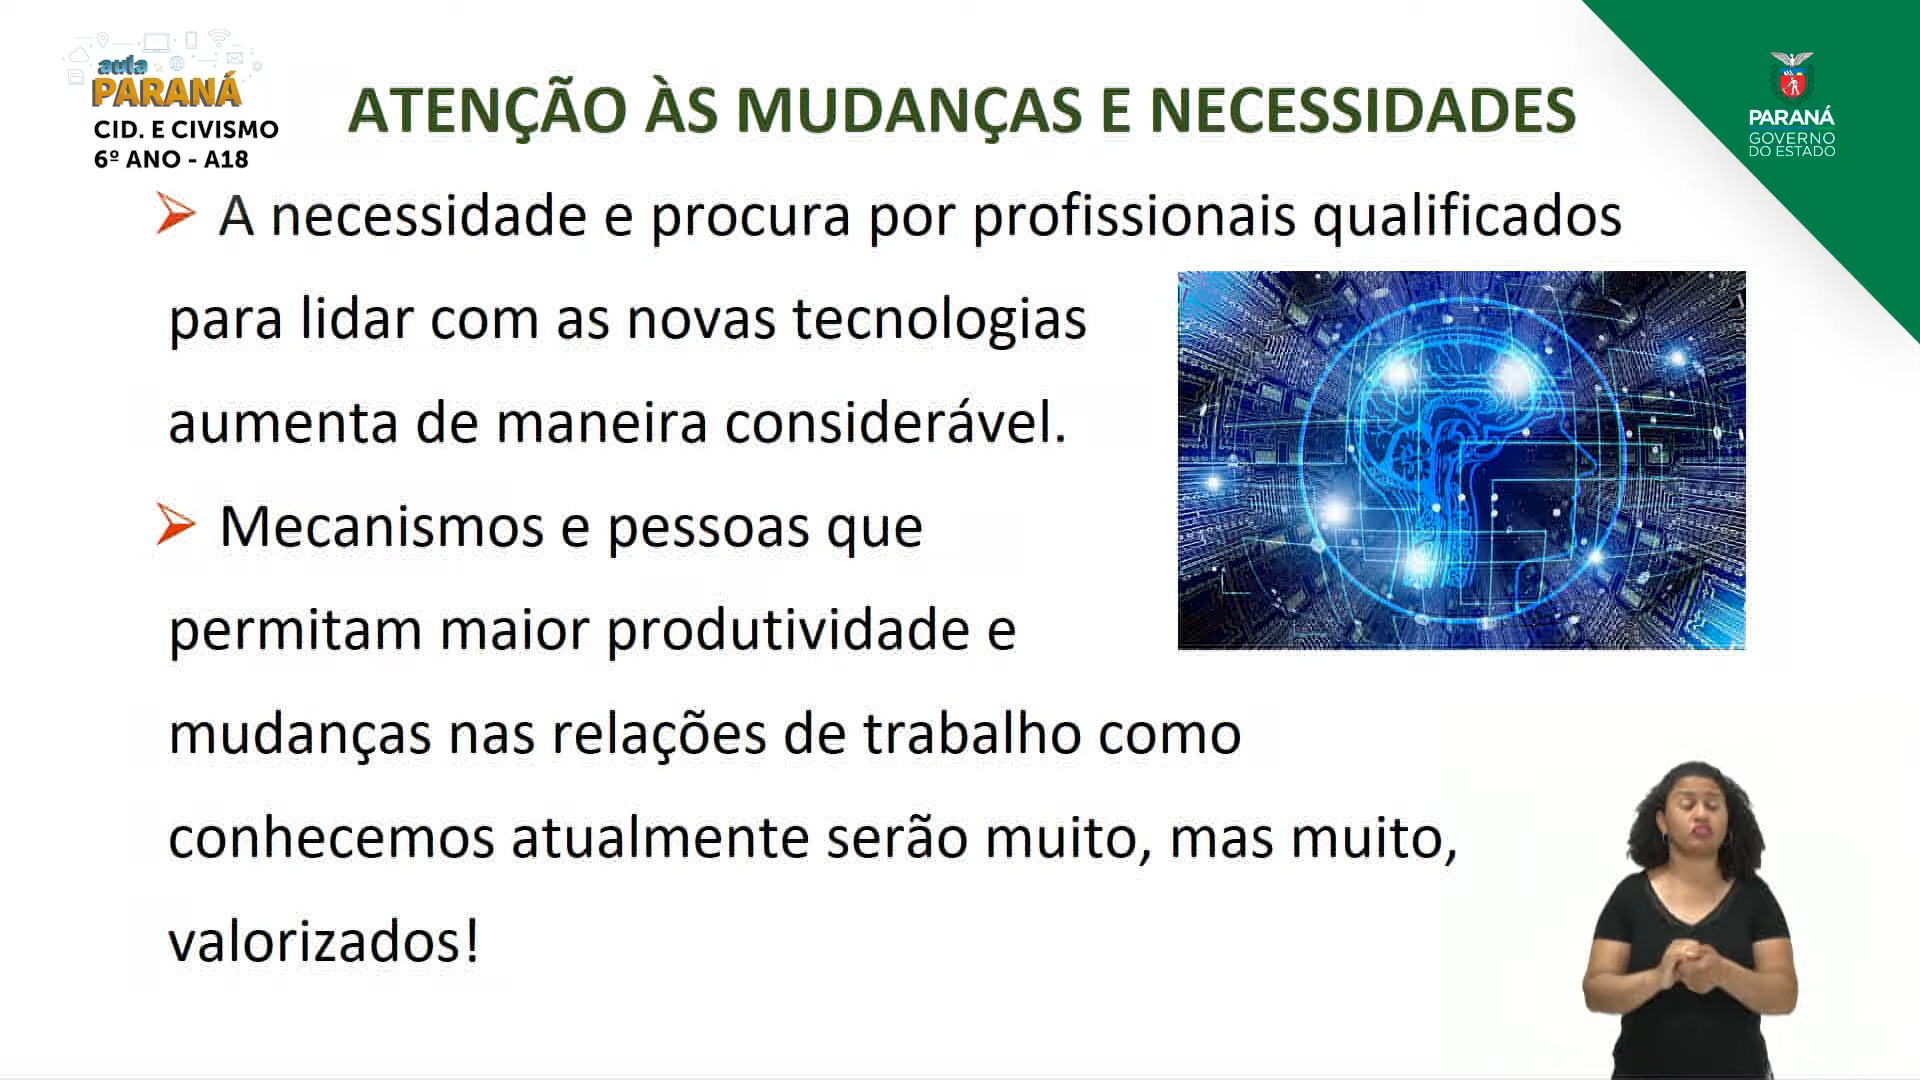 aula
PARANÁ
CID. E CIVISMO
6º ANO - A18
ATENÇÃO ÀS MUDANÇAS E NECESSIDADES
PARANÁ
GOVERNO
DO ESTADO
A necessidade e procura por profissionais qualificados
para lidar com as novas tecnologias
aumenta de maneira considerável.
Mecanismos e pessoas que
permitam maior produtividade e
mudanças nas relações de trabalho como
conhecemos atualmente serão muito, mas muito,
valorizados!